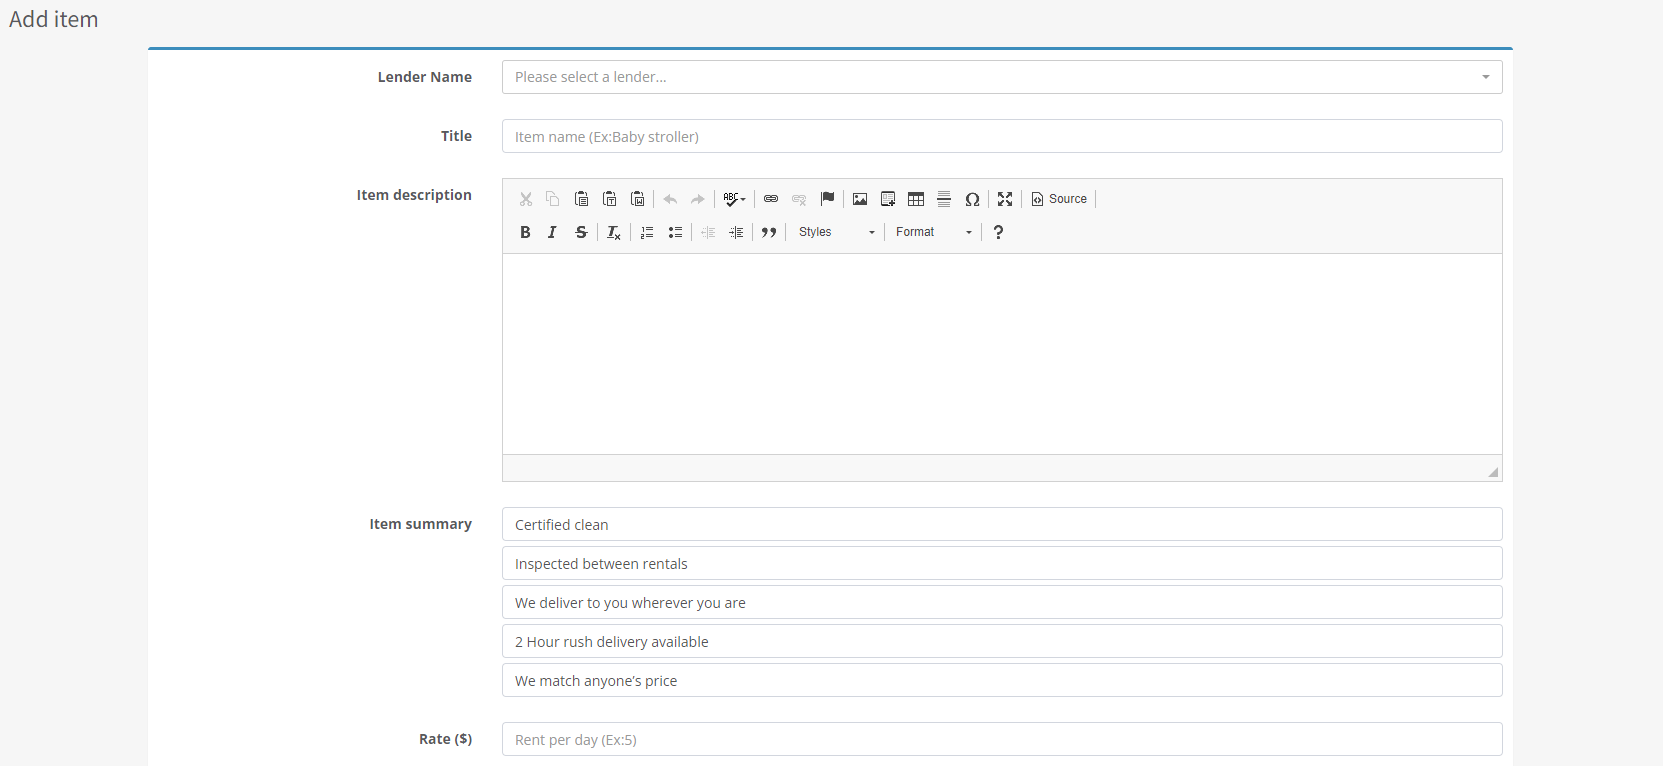 Add item
Lender Name
Please select a lender...
Title
Item name (Ex:Baby stroller)
Item description
ABC
Source
B I S Tx
Styles
Format
?
Item summary
Certified clean
Inspected between rentals
We deliver to you wherever you are
2 Hour rush delivery available
We match anyone’s price
Rate ($)
Rent per day (Ex:5)